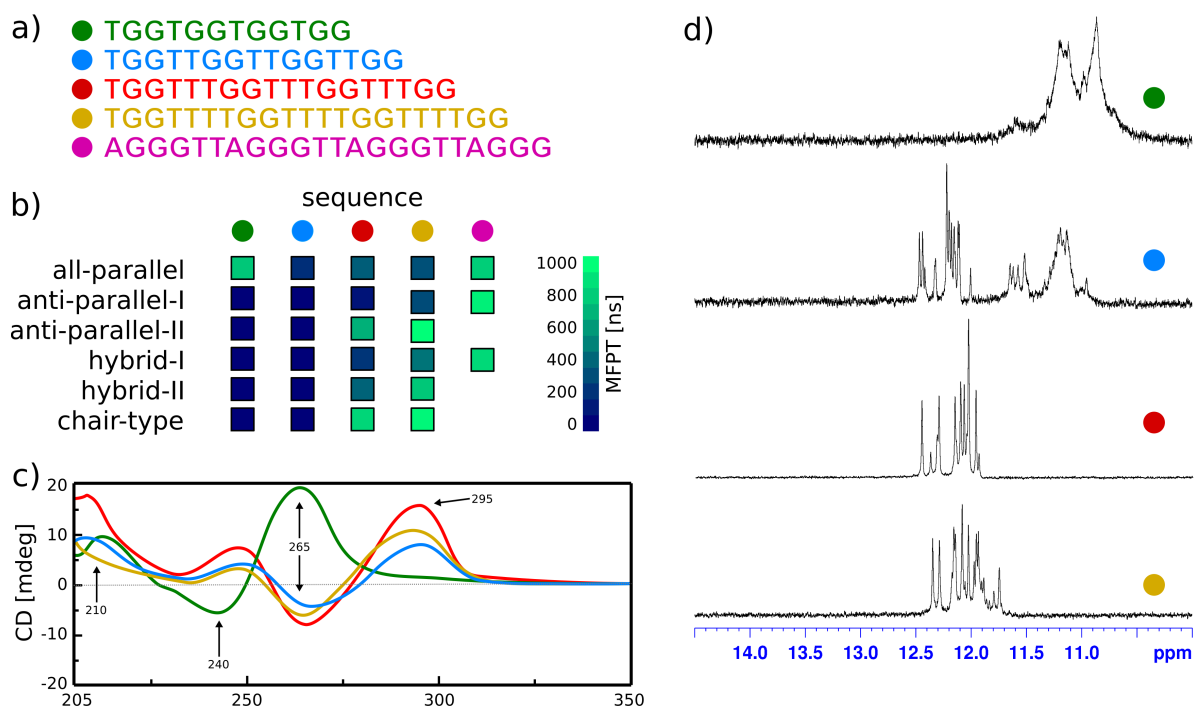 a)
TGGTGGTGGTGG
TGGTTGGTTGGTTGG
TGGTTTGGTTTGGTTTGG
TGGTTTTGGTTTTGGTTTTGG
AGGGTTAGGGTTAGGGTTAGGG
b)
sequence
all-parallel
anti-parallel-I
anti-parallel-II
hybrid-I
hybrid-II
chair-type
1000
800
600
400
200
0
MFPT [ns]
c)
CD [mdeg]
20
10
0
-10
-20
205
250
300
350
210
240
265
295
d)
14.0
13.5
13.0
12.5
12.0
11.5
11.0
ppm